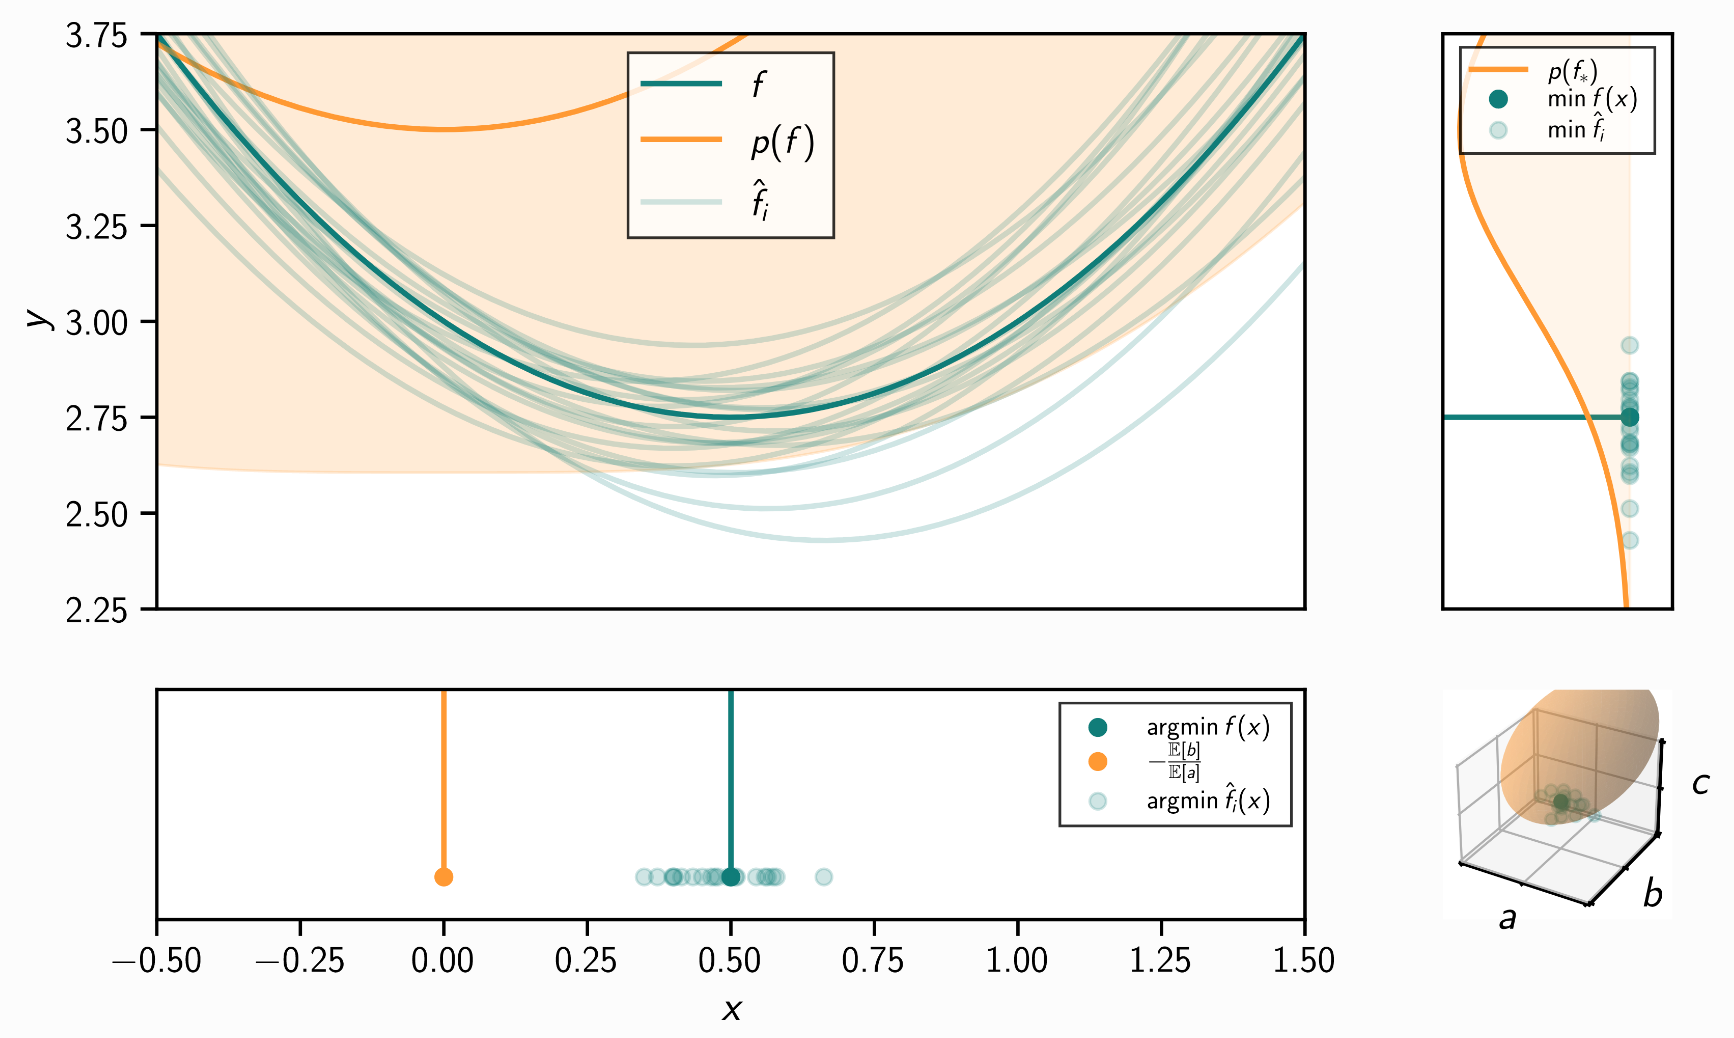 3.75
3.50
3.25
3.00
2.75
2.50
2.25
y
f
p(f)
f̂ᵢ
p(f∗)
min f(x)
min f̂ᵢ
argmin f(x)
−𝔼[b]/𝔼[a]
argmin f̂ᵢ(x)
−0.50 −0.25 0.00 0.25 0.50 0.75 1.00 1.25 1.50
x
c
b
a